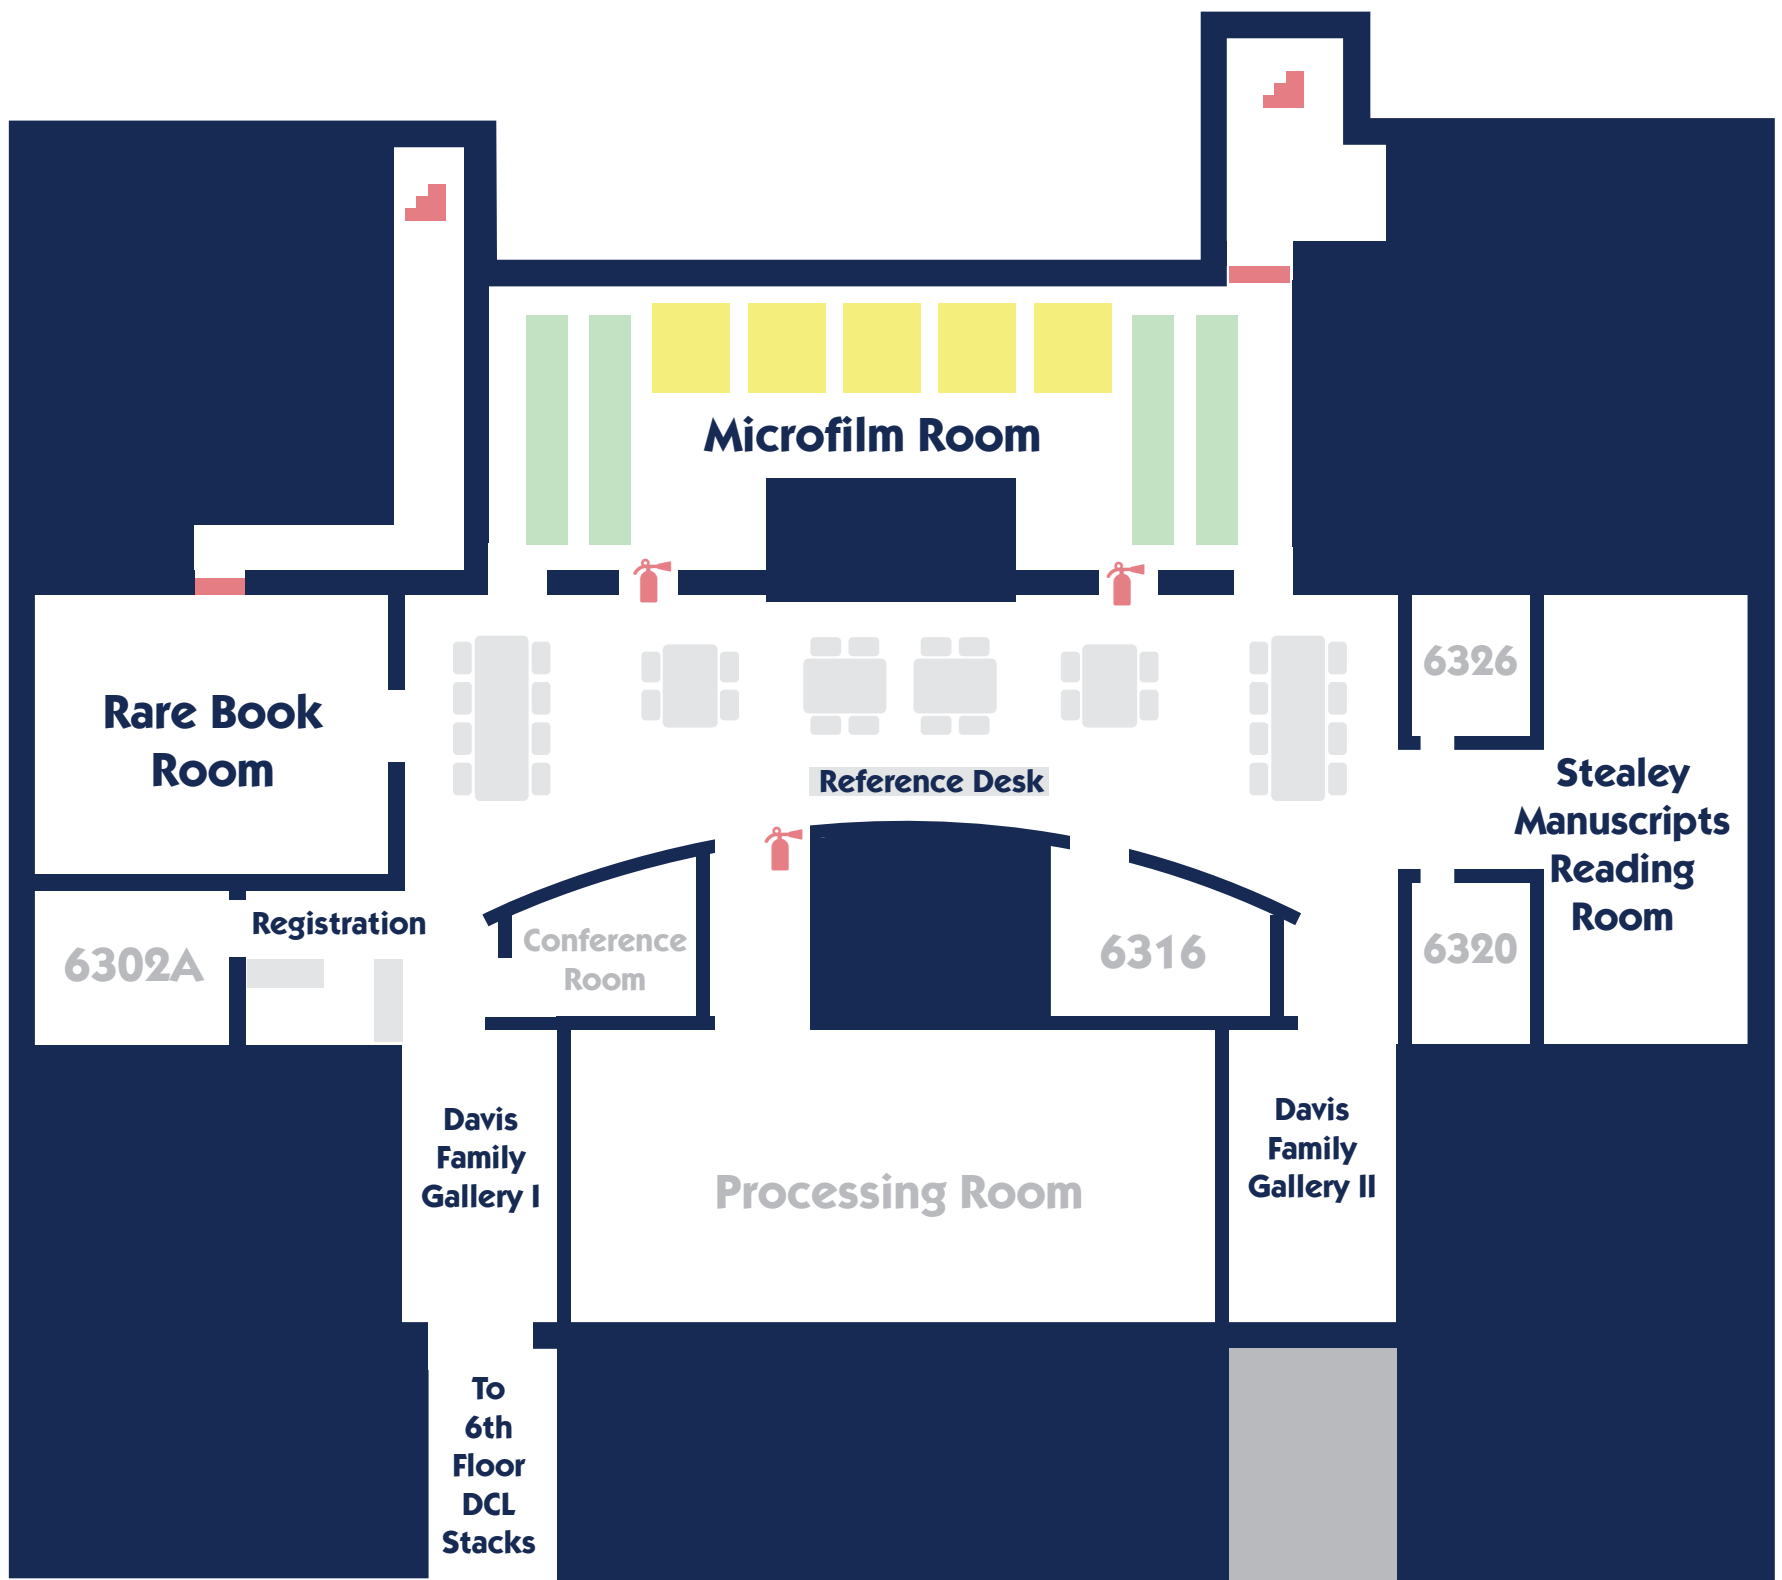 Microfilm Room
6326
Rare Book
Room
Stealey
Manuscripts
Reading
Room
Reference Desk
Registration
6302A
Conference
Room
6316
6320
Davis
Family
Gallery I
Processing Room
Davis
Family
Gallery II
To
6th
Floor
DCL
Stacks